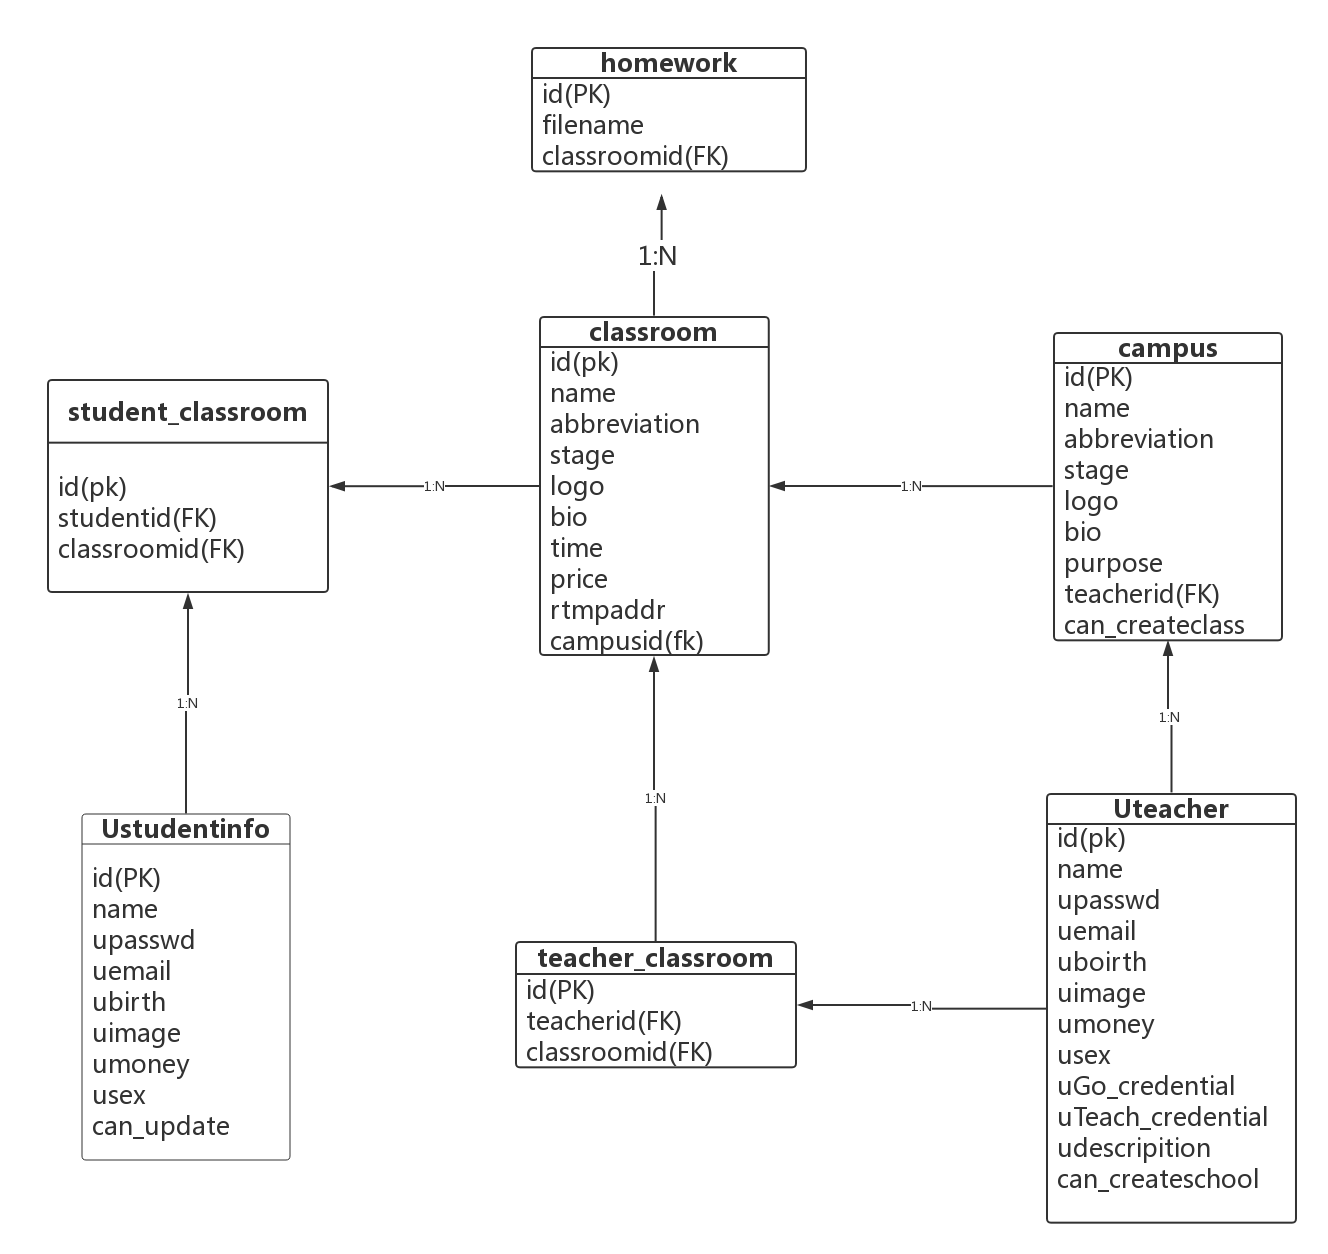 homework
id(PK)
filename
classroomid(FK)
1:N
classroom
id(pk)
name
abbreviation
stage
logo
bio
time
price
rtmpaddr
campusid(fk)
campus
id(PK)
name
abbreviation
stage
logo
bio
purpose
teacherid(FK)
can_createclass
student_classroom
id(pk)
studentid(FK)
classroomid(FK)
1:N
1:N
1:N
1:N
1:N
Ustudentinfo
id(PK)
name
upasswd
uemail
ubirth
uimage
umoney
usex
can_update
teacher_classroom
id(PK)
teacherid(FK)
classroomid(FK)
1:N
Uteacher
id(pk)
name
upasswd
uemail
uboirth
uimage
umoney
usex
uGo_credential
uTeach_credential
udescripition
can_createschool